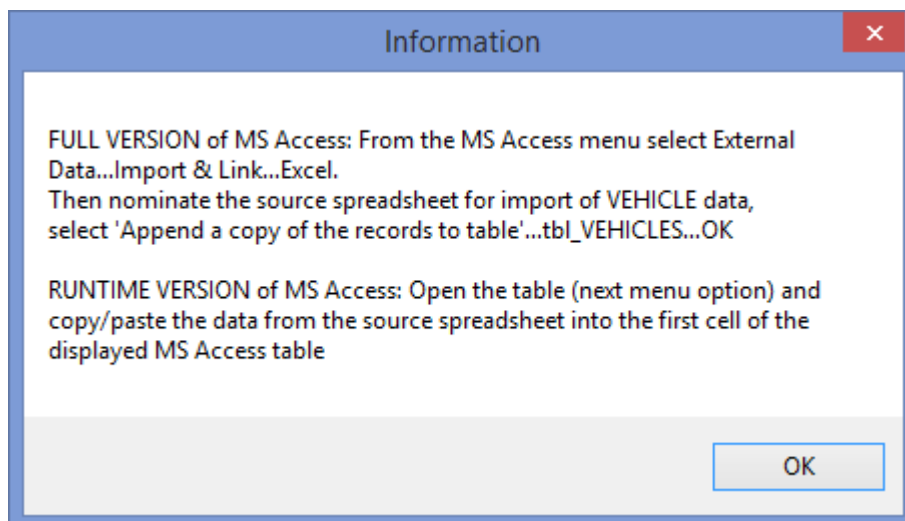 Information
FULL VERSION of MS Access: From the MS Access menu select External
Data...Import & Link...Excel.
Then nominate the source spreadsheet for import of VEHICLE data,
select 'Append a copy of the records to table'...tbl_VEHICLES...OK
RUNTIME VERSION of MS Access: Open the table (next menu option) and
copy/paste the data from the source spreadsheet into the first cell of the
displayed MS Access table
OK